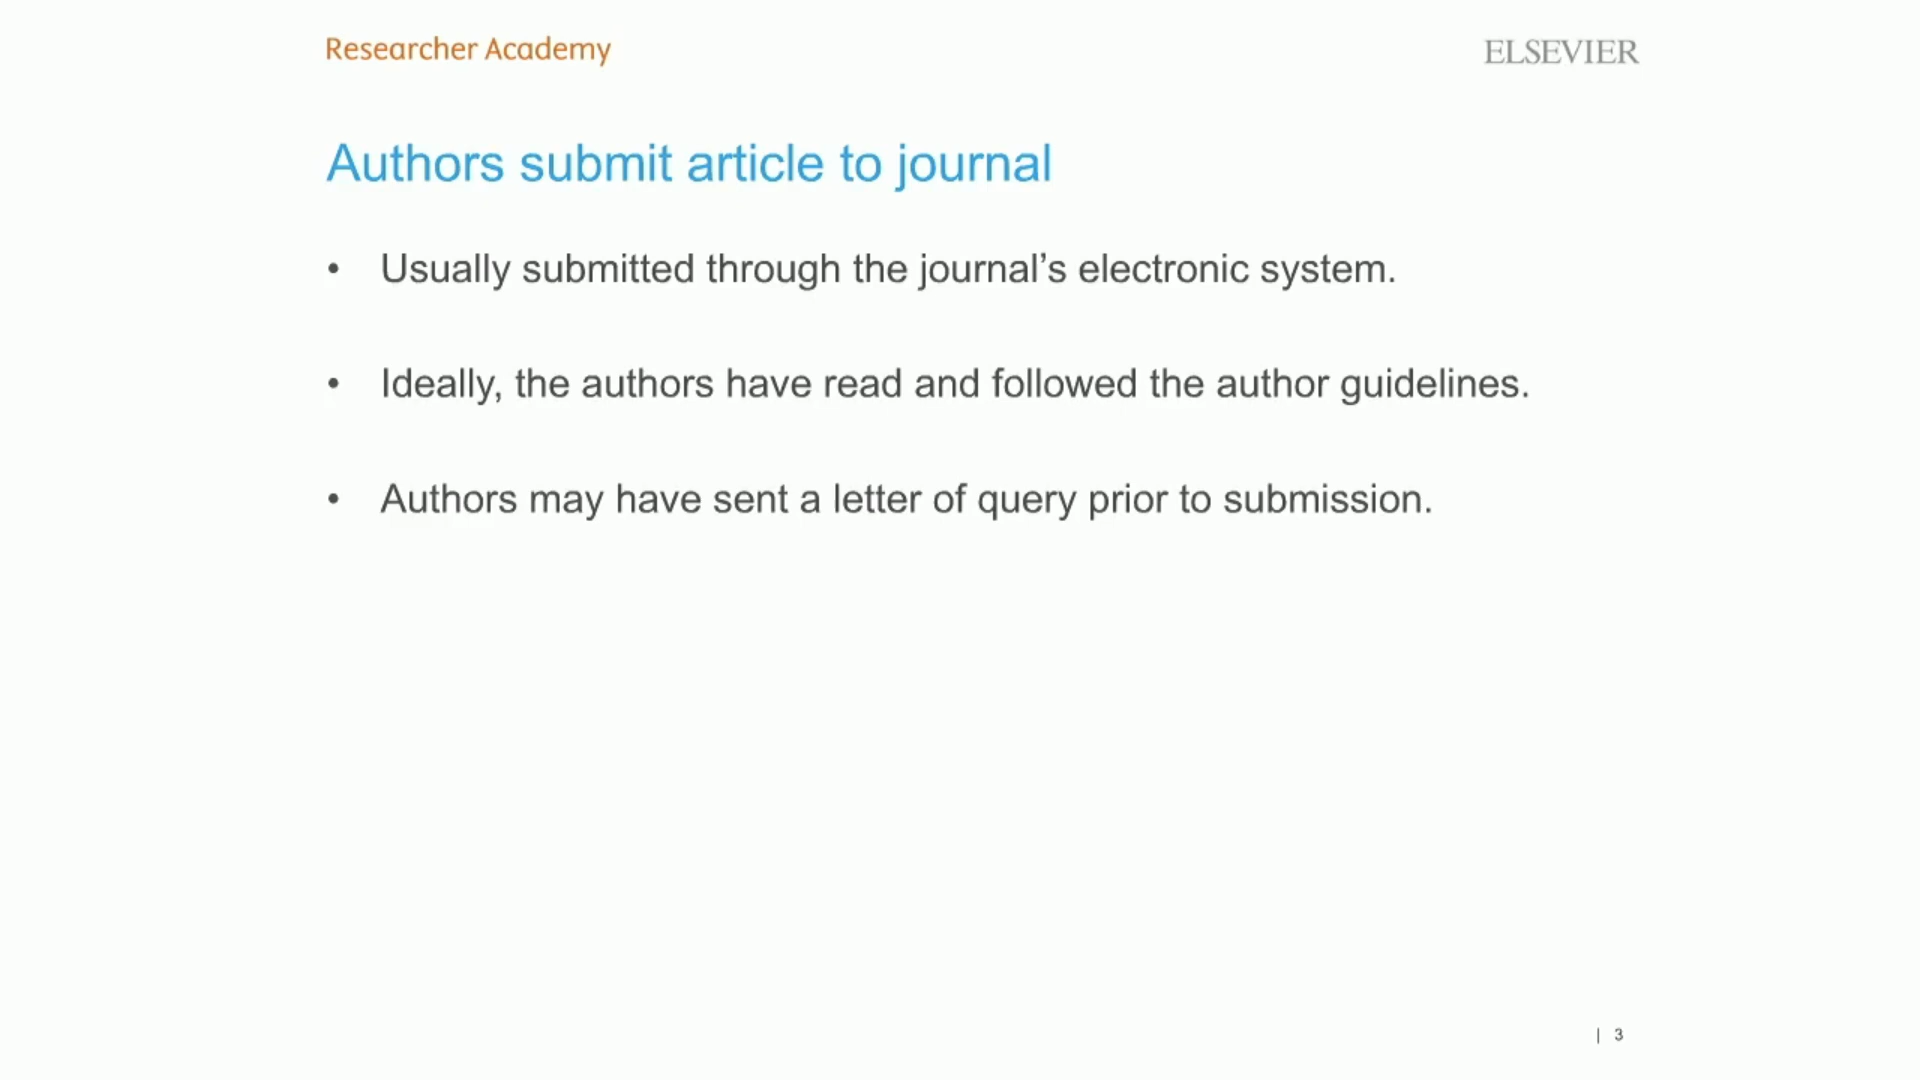 Researcher Academy
ELSEVIER
Authors submit article to journal
• Usually submitted through the journal’s electronic system.
• Ideally, the authors have read and followed the author guidelines.
• Authors may have sent a letter of query prior to submission.
| 3